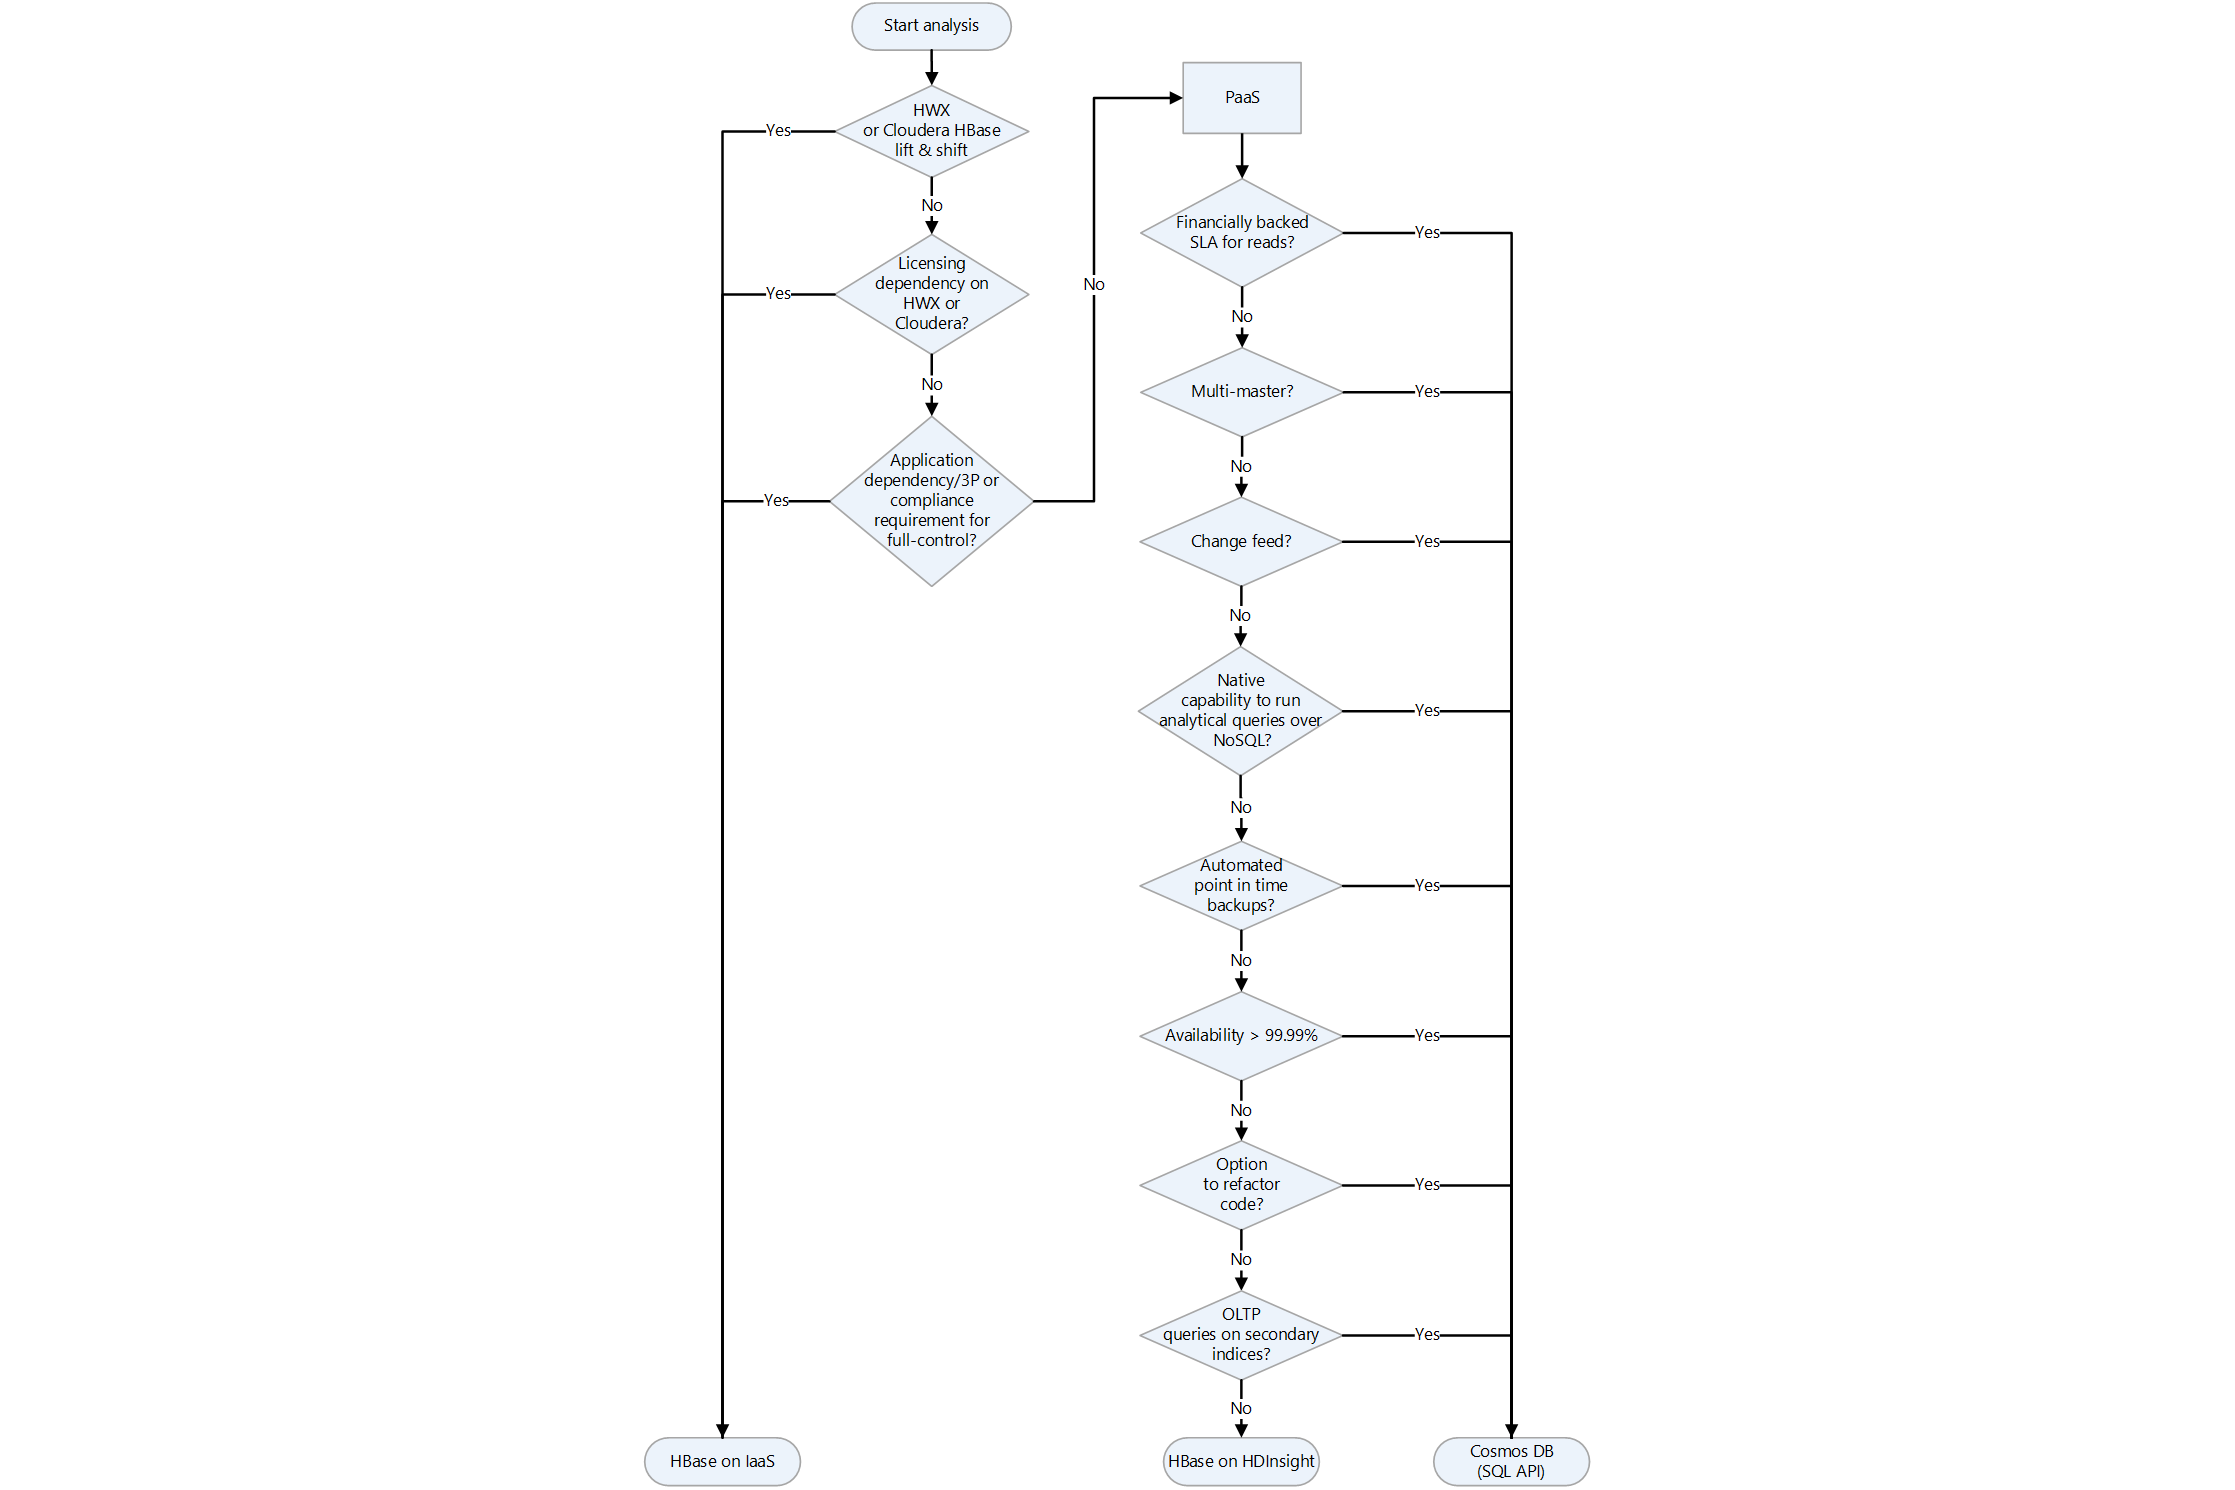 Start analysis
HWX
or Cloudera HBase
lift & shift
Yes
No
Licensing
dependency on
HWX or
Cloudera?
Yes
No
Application
dependency/3P or
compliance
requirement for
full-control?
Yes
No
HBase on IaaS
PaaS
Financially backed
SLA for reads?
Yes
No
Multi-master?
Yes
No
Change feed?
Yes
No
Native
capability to run
analytical queries over
NoSQL?
Yes
No
Automated
point in time
backups?
Yes
No
Availability > 99.99%
Yes
No
Option
to refactor
code?
Yes
No
OLTP
queries on secondary
indices?
Yes
No
HBase on HDInsight
Cosmos DB
(SQL API)